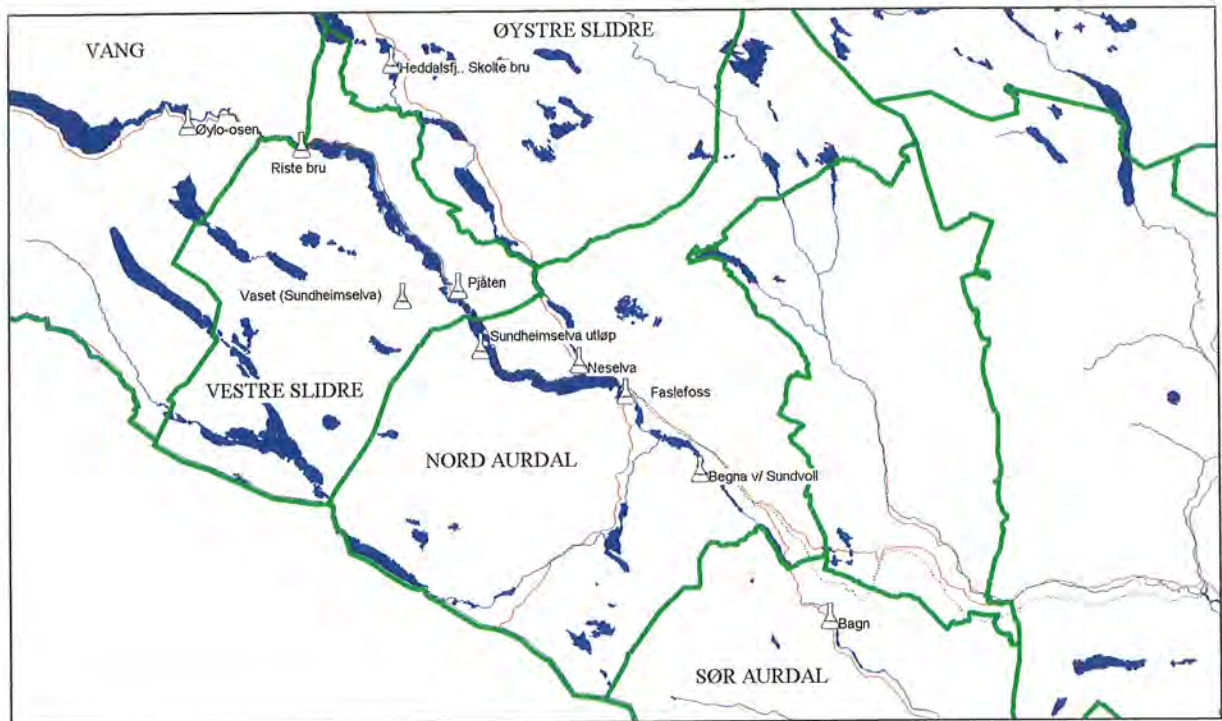 ØYSTRE SLIDRE
VANG
Heddalsfj.. Skolte bru
Øylo-osen
Riste bru
Pjåten
Vaset (Sundheimselva)
Sundheimselva utløp
Neselva
VESTRE SLIDRE
Faslefoss
NORD AURDAL
Begna v/ Sundvoll
Bagn
SØR AURDAL